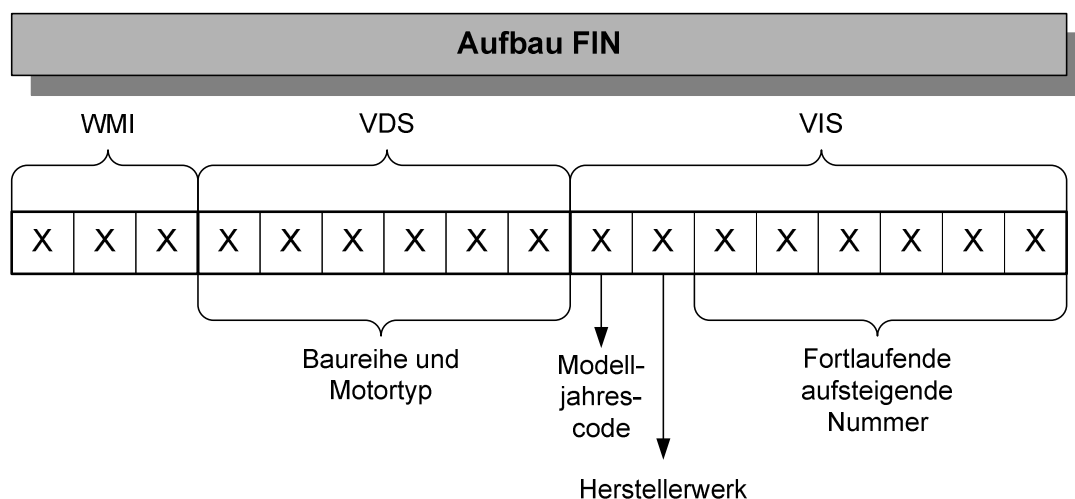 Aufbau FIN
WMI VDS VIS
X X X X X X X X X X X X X X X X X
Baureihe und
Motortyp
Modell-
jahres-
code
Fortlaufende
aufsteigende
Nummer
Herstellerwerk